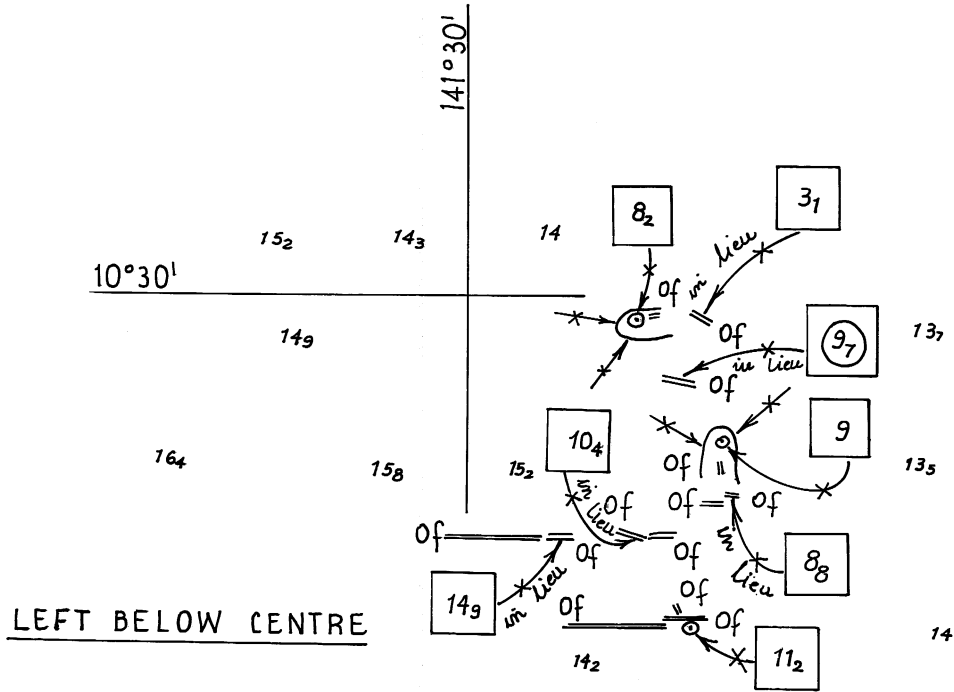 141°30'
3₁
8₂
15₂ 14₃ 14
in lieu
10°30'
Of
14₉
Of
9₇
13₇
in lieu
Of
9
10₄
16₄ 15₈ 15₂
Of
13₅
in lieu
Of
Of Of
Of
Of
Of
in lieu
8₈
14₉
in lieu
Of
Of
Of
LEFT BELOW CENTRE
14
14₂
11₂